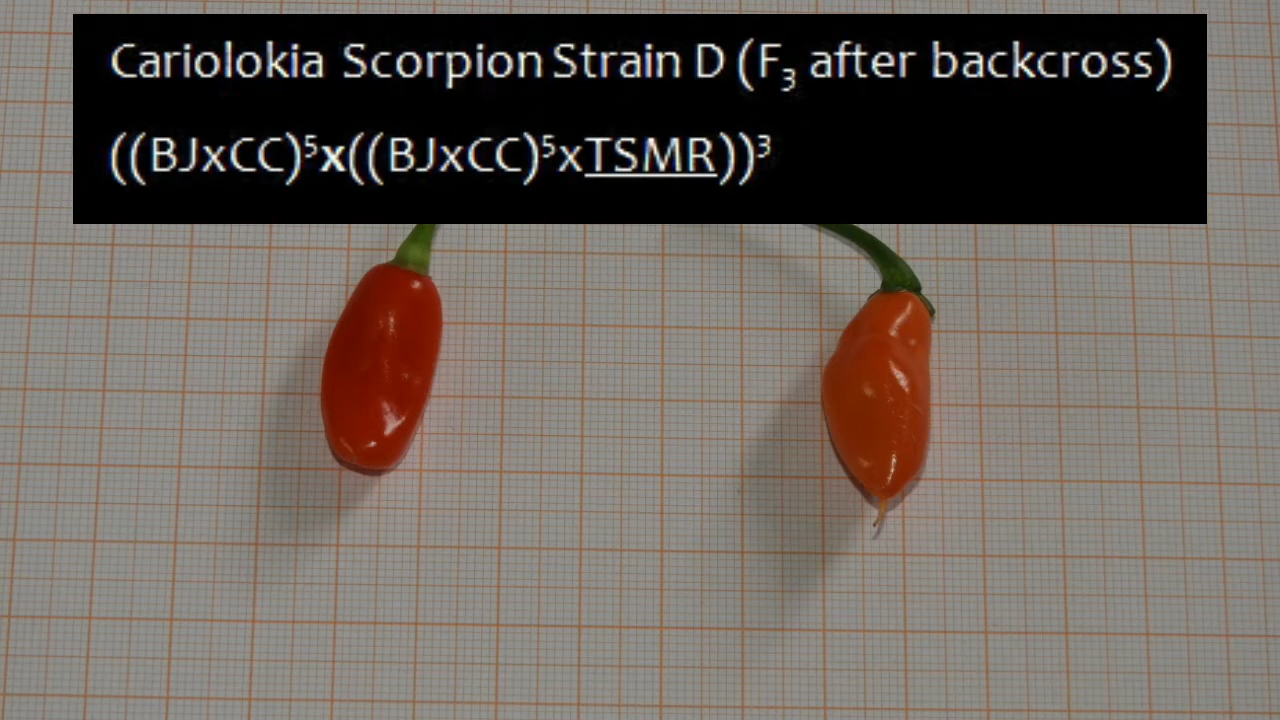 Cariolokia Scorpion Strain D (F₃ after backcross)
((BJxCC)⁵x((BJxCC)⁵xTSMR))³